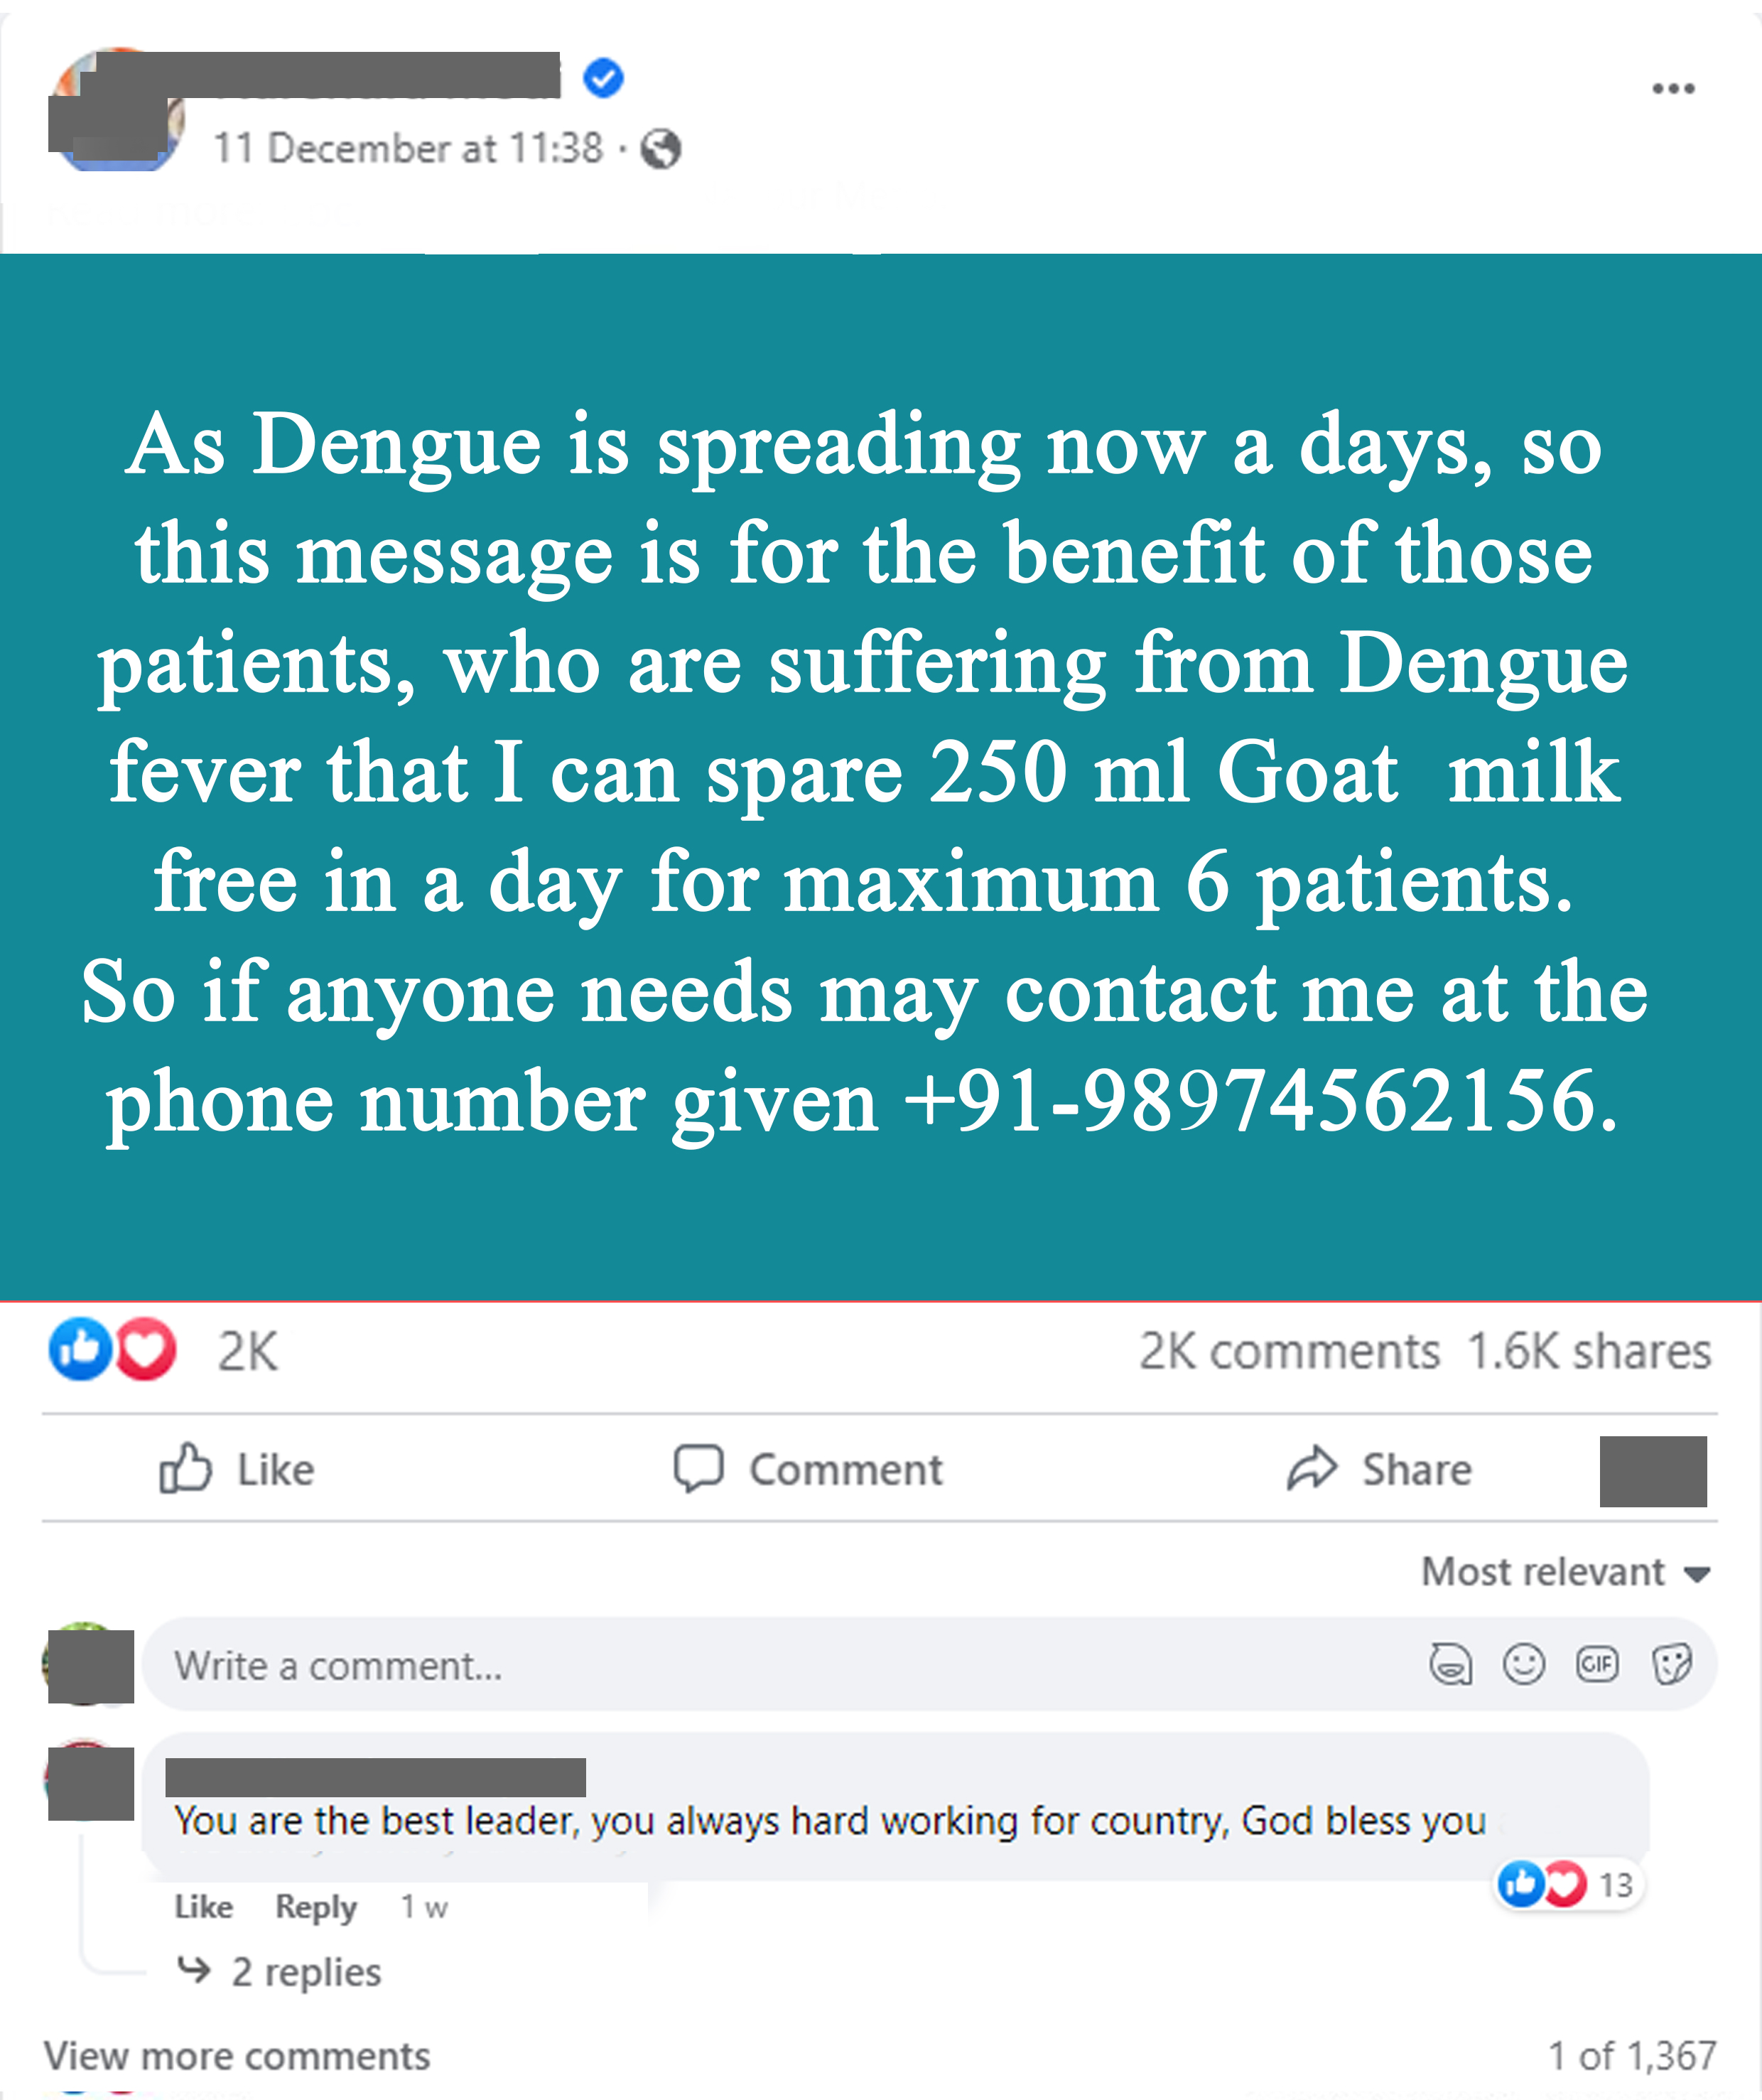 11 December at 11:38 ·
As Dengue is spreading now a days, so
this message is for the benefit of those
patients, who are suffering from Dengue
fever that I can spare 250 ml Goat milk
free in a day for maximum 6 patients.
So if anyone needs may contact me at the
phone number given +91-98974562156.
2K
2K comments 1.6K shares
Like
Comment
Share
Most relevant
Write a comment...
GIF
You are the best leader, you always hard working for country, God bless you
13
Like Reply 1 w
2 replies
View more comments
1 of 1,367